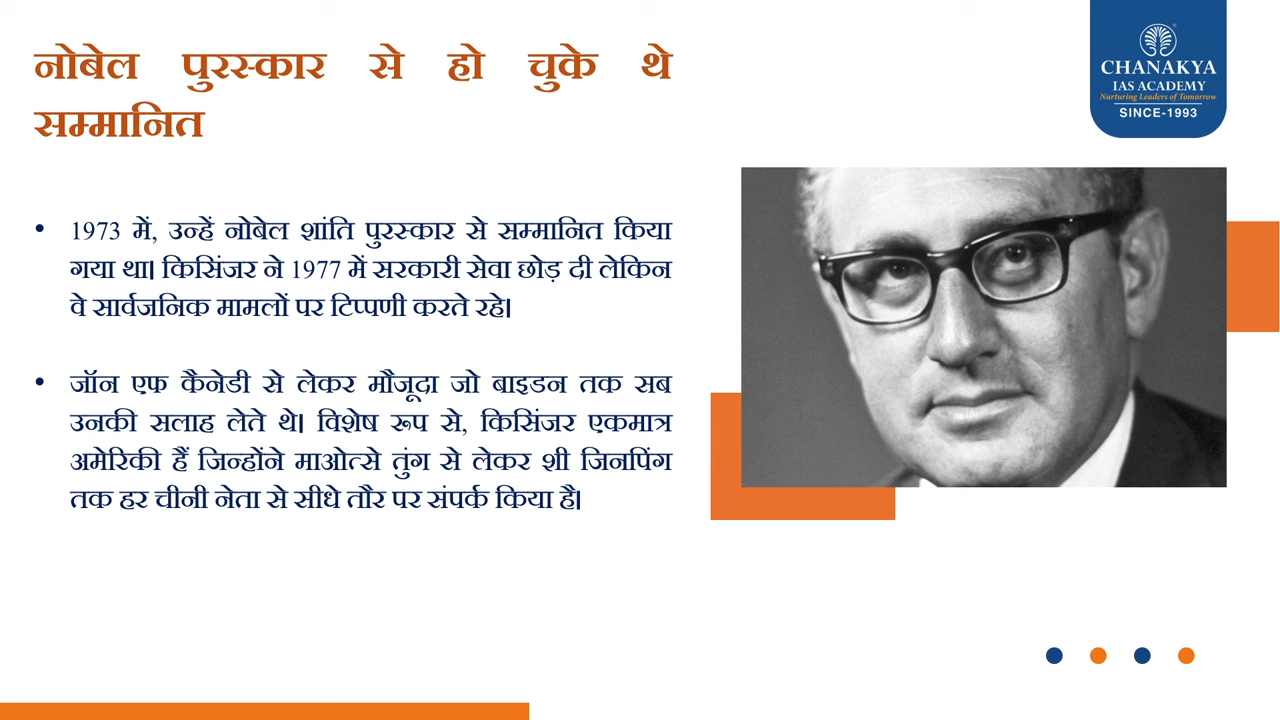 नोबेल पुरस्कार से हो चुके थे
सम्मानित
CHANAKYA
IAS ACADEMY
Nurturing Leaders of Tomorrow
SINCE-1993
• 1973 में, उन्हें नोबेल शांति पुरस्कार से सम्मानित किया
गया था। किसिंजर ने 1977 में सरकारी सेवा छोड़ दी लेकिन
वे सार्वजनिक मामलों पर टिप्पणी करते रहे।
• जॉन एफ कैनेडी से लेकर मौजूदा जो बाइडन तक सब
उनकी सलाह लेते थे। विशेष रूप से, किसिंजर एकमात्र
अमेरिकी हैं जिन्होंने माओत्से तुंग से लेकर शी जिनपिंग
तक हर चीनी नेता से सीधे तौर पर संपर्क किया है।